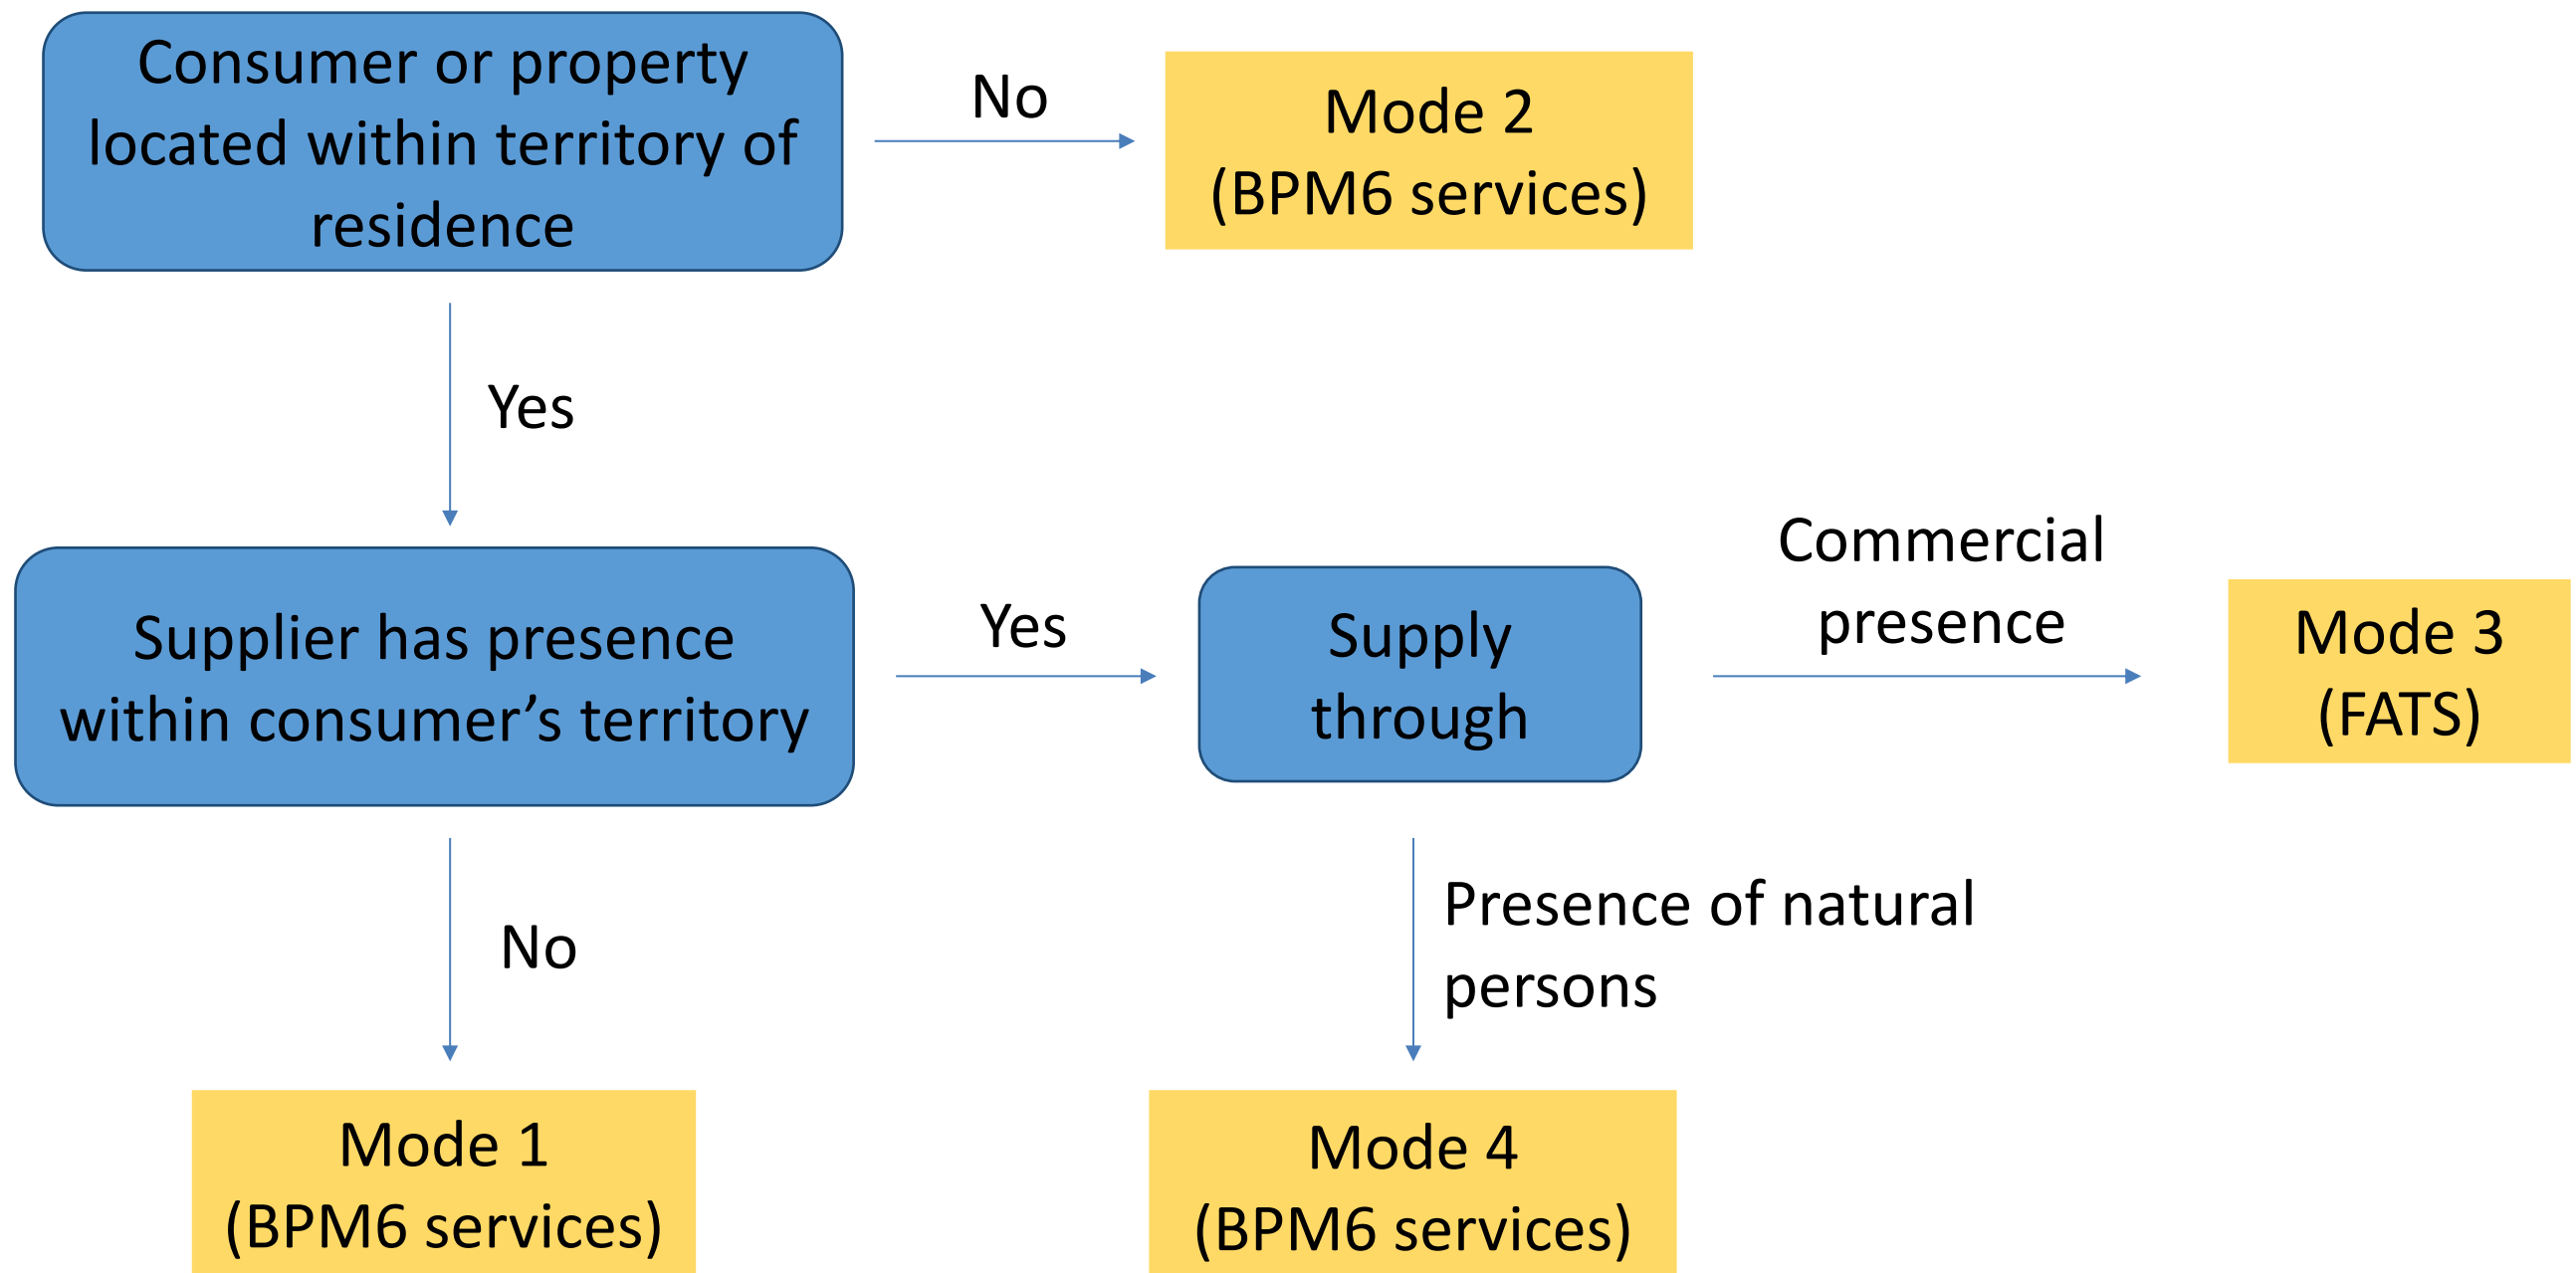 Consumer or property
located within territory of
residence
No
Mode 2
(BPM6 services)
Yes
Supplier has presence
within consumer’s territory
Yes
Supply
through
Commercial
presence
Mode 3
(FATS)
No
Presence of natural
persons
Mode 1
(BPM6 services)
Mode 4
(BPM6 services)